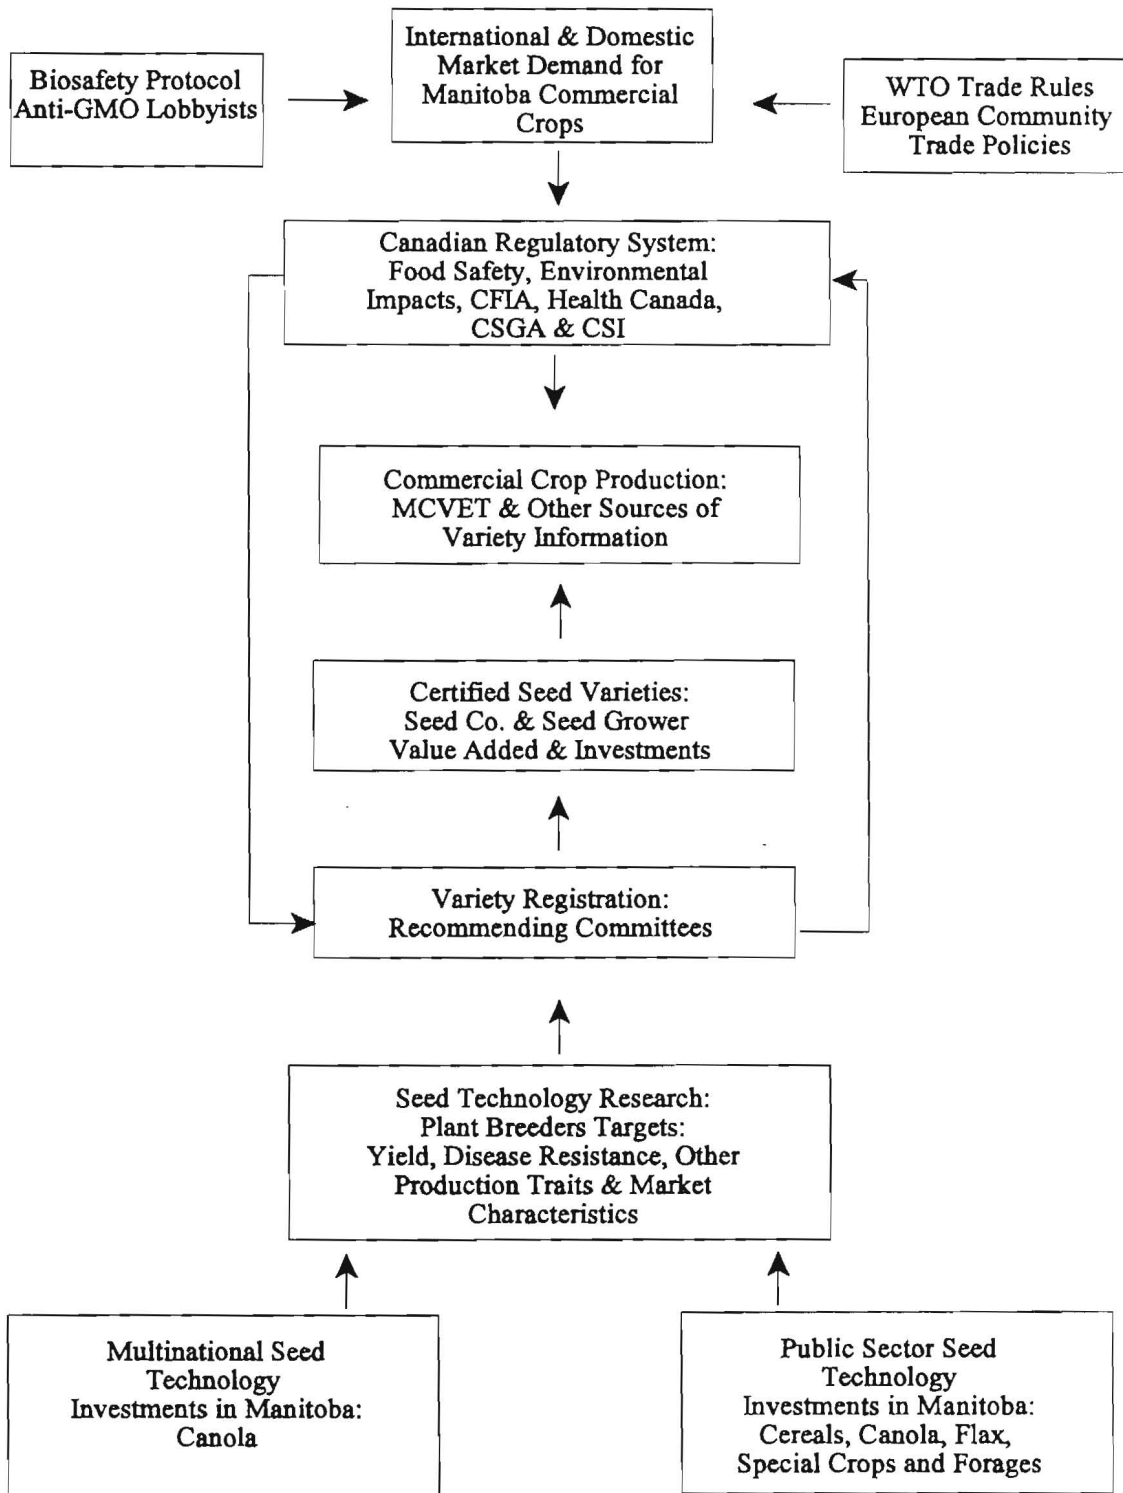 International & Domestic
Market Demand for
Manitoba Commercial
Crops
Biosafety Protocol
Anti-GMO Lobbyists
WTO Trade Rules
European Community
Trade Policies
Canadian Regulatory System:
Food Safety, Environmental
Impacts, CFIA, Health Canada,
CSGA & CSI
Commercial Crop Production:
MCVET & Other Sources of
Variety Information
Certified Seed Varieties:
Seed Co. & Seed Grower
Value Added & Investments
Variety Registration:
Recommending Committees
Seed Technology Research:
Plant Breeders Targets:
Yield, Disease Resistance, Other
Production Traits & Market
Characteristics
Multinational Seed
Technology
Investments in Manitoba:
Canola
Public Sector Seed
Technology
Investments in Manitoba:
Cereals, Canola, Flax,
Special Crops and Forages